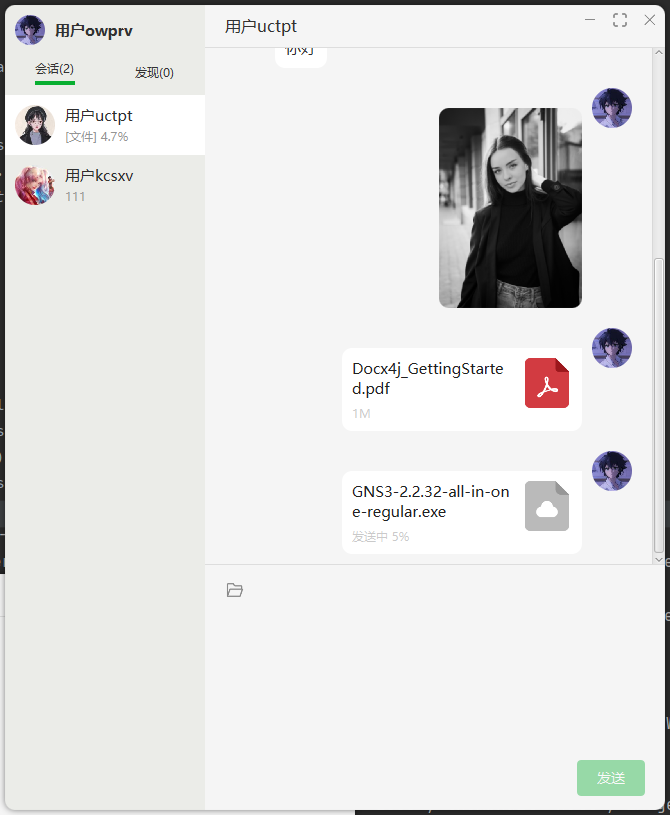 用户owprv
用户uctpt
会话(2)
发现(0)
用户uctpt
[文件] 4.7%
用户kcsxv
111
你好
Docx4j_GettingStarte
d.pdf
1M
GNS3-2.2.32-all-in-on
e-regular.exe
发送中 5%
发送